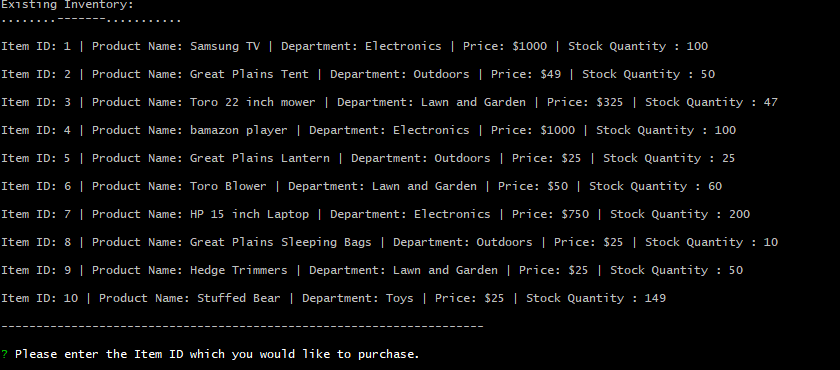 Existing Inventory:
........-------...........
Item ID: 1 | Product Name: Samsung TV | Department: Electronics | Price: $1000 | Stock Quantity : 100
Item ID: 2 | Product Name: Great Plains Tent | Department: Outdoors | Price: $49 | Stock Quantity : 50
Item ID: 3 | Product Name: Toro 22 inch mower | Department: Lawn and Garden | Price: $325 | Stock Quantity : 47
Item ID: 4 | Product Name: bamazon player | Department: Electronics | Price: $1000 | Stock Quantity : 100
Item ID: 5 | Product Name: Great Plains Lantern | Department: Outdoors | Price: $25 | Stock Quantity : 25
Item ID: 6 | Product Name: Toro Blower | Department: Lawn and Garden | Price: $50 | Stock Quantity : 60
Item ID: 7 | Product Name: HP 15 inch Laptop | Department: Electronics | Price: $750 | Stock Quantity : 200
Item ID: 8 | Product Name: Great Plains Sleeping Bags | Department: Outdoors | Price: $25 | Stock Quantity : 10
Item ID: 9 | Product Name: Hedge Trimmers | Department: Lawn and Garden | Price: $25 | Stock Quantity : 50
Item ID: 10 | Product Name: Stuffed Bear | Department: Toys | Price: $25 | Stock Quantity : 149
---------------------------------------------------------------------
? Please enter the Item ID which you would like to purchase.